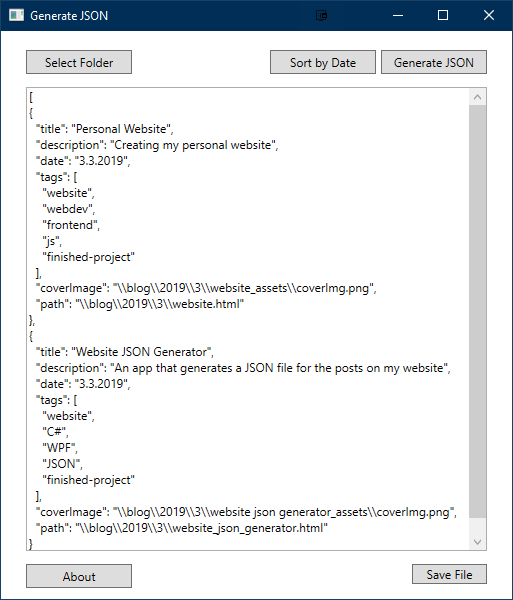 Generate JSON
Select Folder
Sort by Date
Generate JSON
[
{
"title": "Personal Website",
"description": "Creating my personal website",
"date": "3.3.2019",
"tags": [
"website",
"webdev",
"frontend",
"js",
"finished-project"
],
"coverImage": "\\blog\\2019\\3\\website_assets\\coverImg.png",
"path": "\\blog\\2019\\3\\website.html"
},
{
"title": "Website JSON Generator",
"description": "An app that generates a JSON file for the posts on my website",
"date": "3.3.2019",
"tags": [
"website",
"C#",
"WPF",
"JSON",
"finished-project"
],
"coverImage": "\\blog\\2019\\3\\website json generator_assets\\coverImg.png",
"path": "\\blog\\2019\\3\\website_json_generator.html"
}
About
Save File